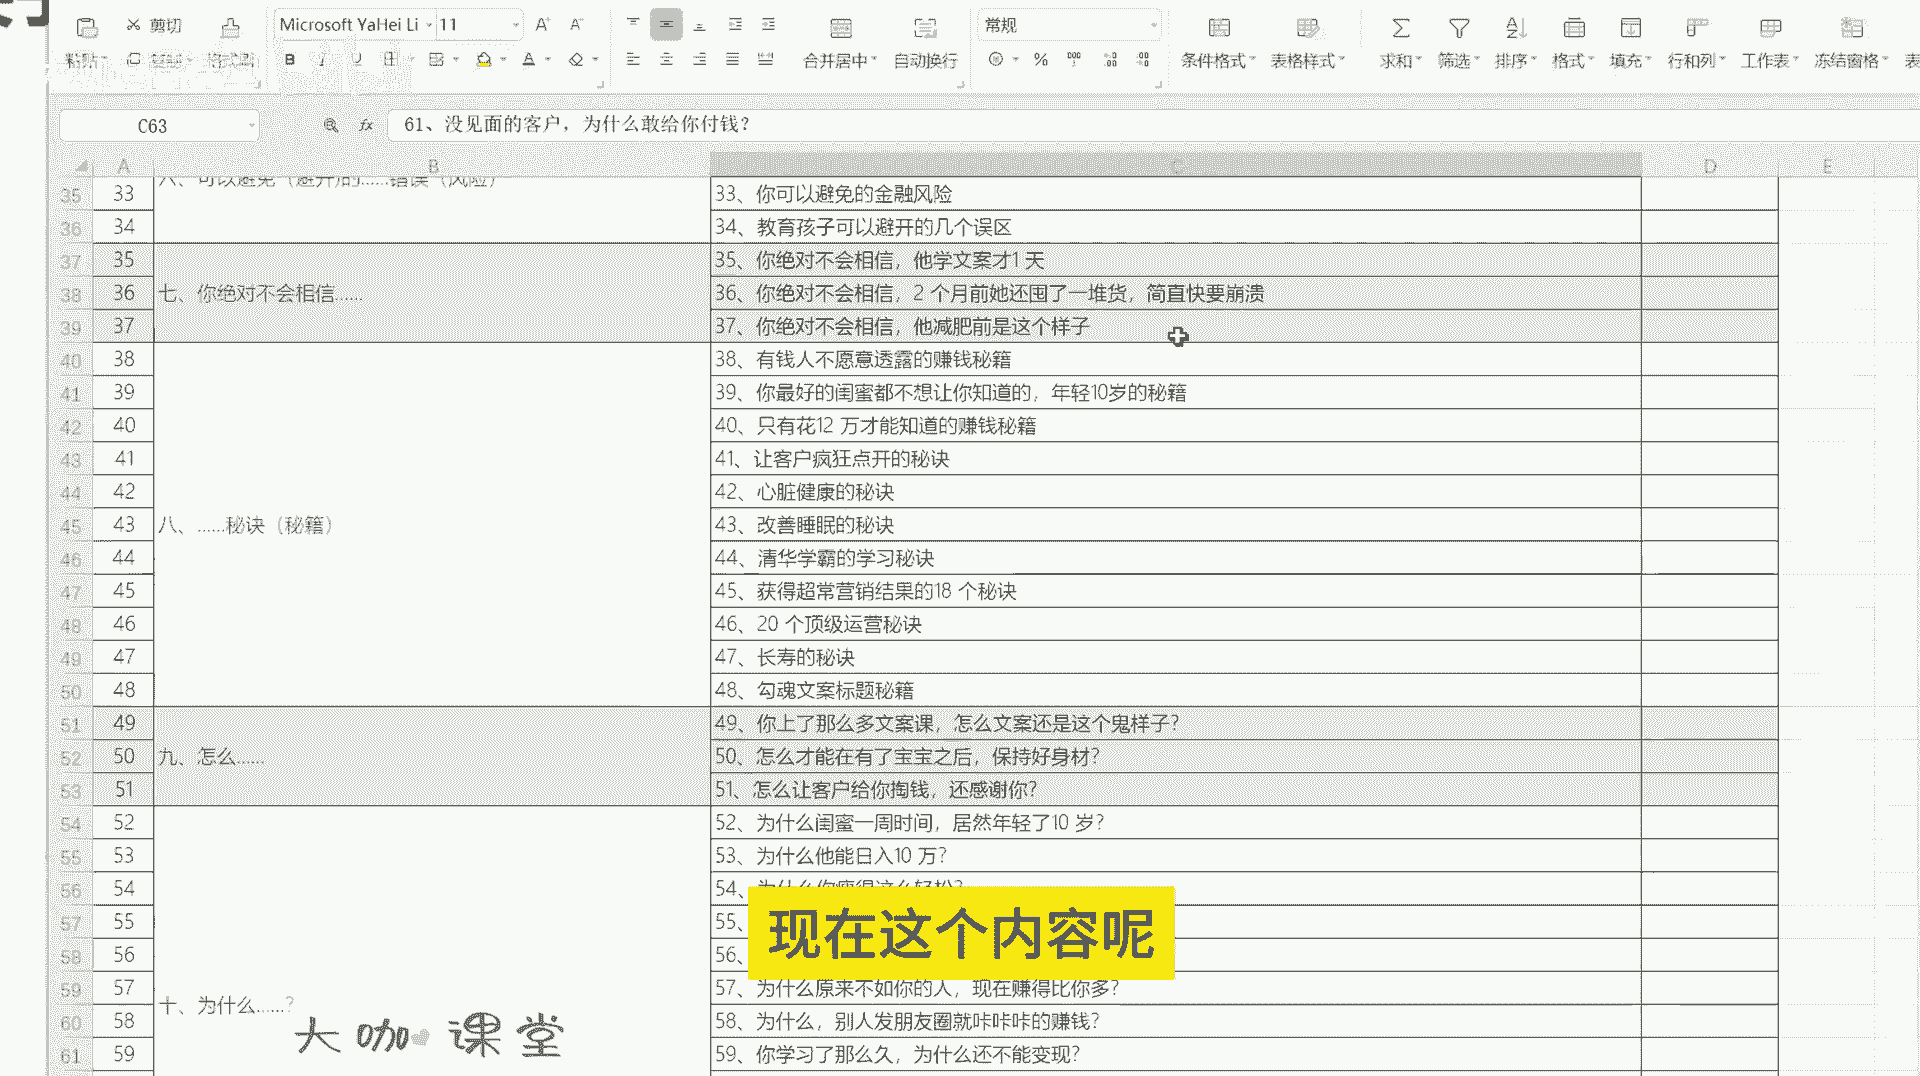 剪切
Microsoft YaHei Li 11 A⁺ A⁻
常规
粘贴
B I U A
合并居中 自动换行
%
条件格式 表格样式 求和 筛选 排序 格式 填充 行和列 工作表 冻结窗格
C63 fx 61、没见面的客户，为什么敢给你付钱？
A B C D E
35 33 六、可以避免（避开)的......错误（风险） 33、你可以避免的金融风险
36 34 34、教育孩子可以避开的几个误区
37 35 35、你绝对不会相信，他学文案才1 天
38 36 七、你绝对不会相信...... 36、你绝对不会相信，2 个月前她还囤了一堆货，简直快要崩溃
39 37 37、你绝对不会相信，他减肥前是这个样子
40 38 38、有钱人不愿意透露的赚钱秘籍
41 39 39、你最好的闺蜜都不想让你知道的，年轻10岁的秘籍
42 40 40、只有花12 万才能知道的赚钱秘籍
43 41 41、让客户疯狂点开的秘诀
44 42 42、心脏健康的秘诀
45 43 八、......秘诀（秘籍） 43、改善睡眠的秘诀
46 44 44、清华学霸的学习秘诀
47 45 45、获得超常营销结果的18 个秘诀
48 46 46、20 个顶级运营秘诀
49 47 47、长寿的秘诀
50 48 48、勾魂文案标题秘籍
51 49 49、你上了那么多文案课，怎么文案还是这个鬼样子？
52 50 九、怎么...... 50、怎么才能在有了宝宝之后，保持好身材？
53 51 51、怎么让客户给你掏钱，还感谢你？
54 52 52、为什么闺蜜一周时间，居然年轻了10 岁？
55 53 53、为什么他能日入10 万？
56 54 54、为什么你瘦得这么轻松？
57 55 55、
58 56 56、
现在这个内容呢
59 57 57、为什么原来不如你的人，现在赚得比你多？
十、为什么......？
60 58 58、为什么，别人发朋友圈就咔咔咔的赚钱？
61 59 59、你学习了那么久，为什么还不能变现？
大咖课堂